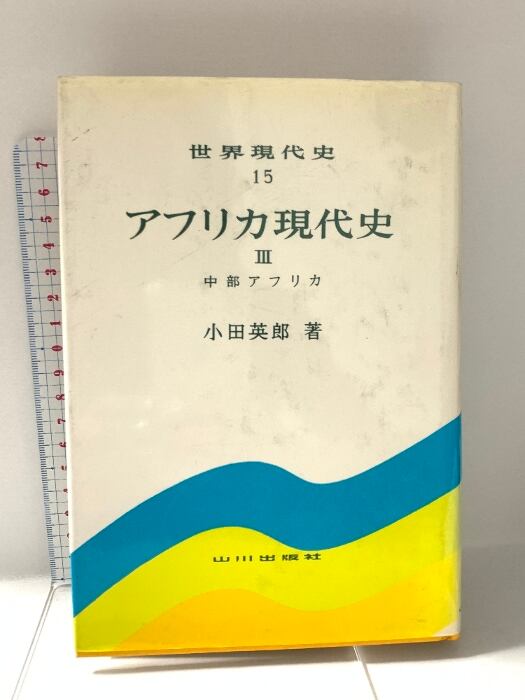 世界現代史
15
アフリカ現代史
III
中部アフリカ
小田英郎 著
山川出版社